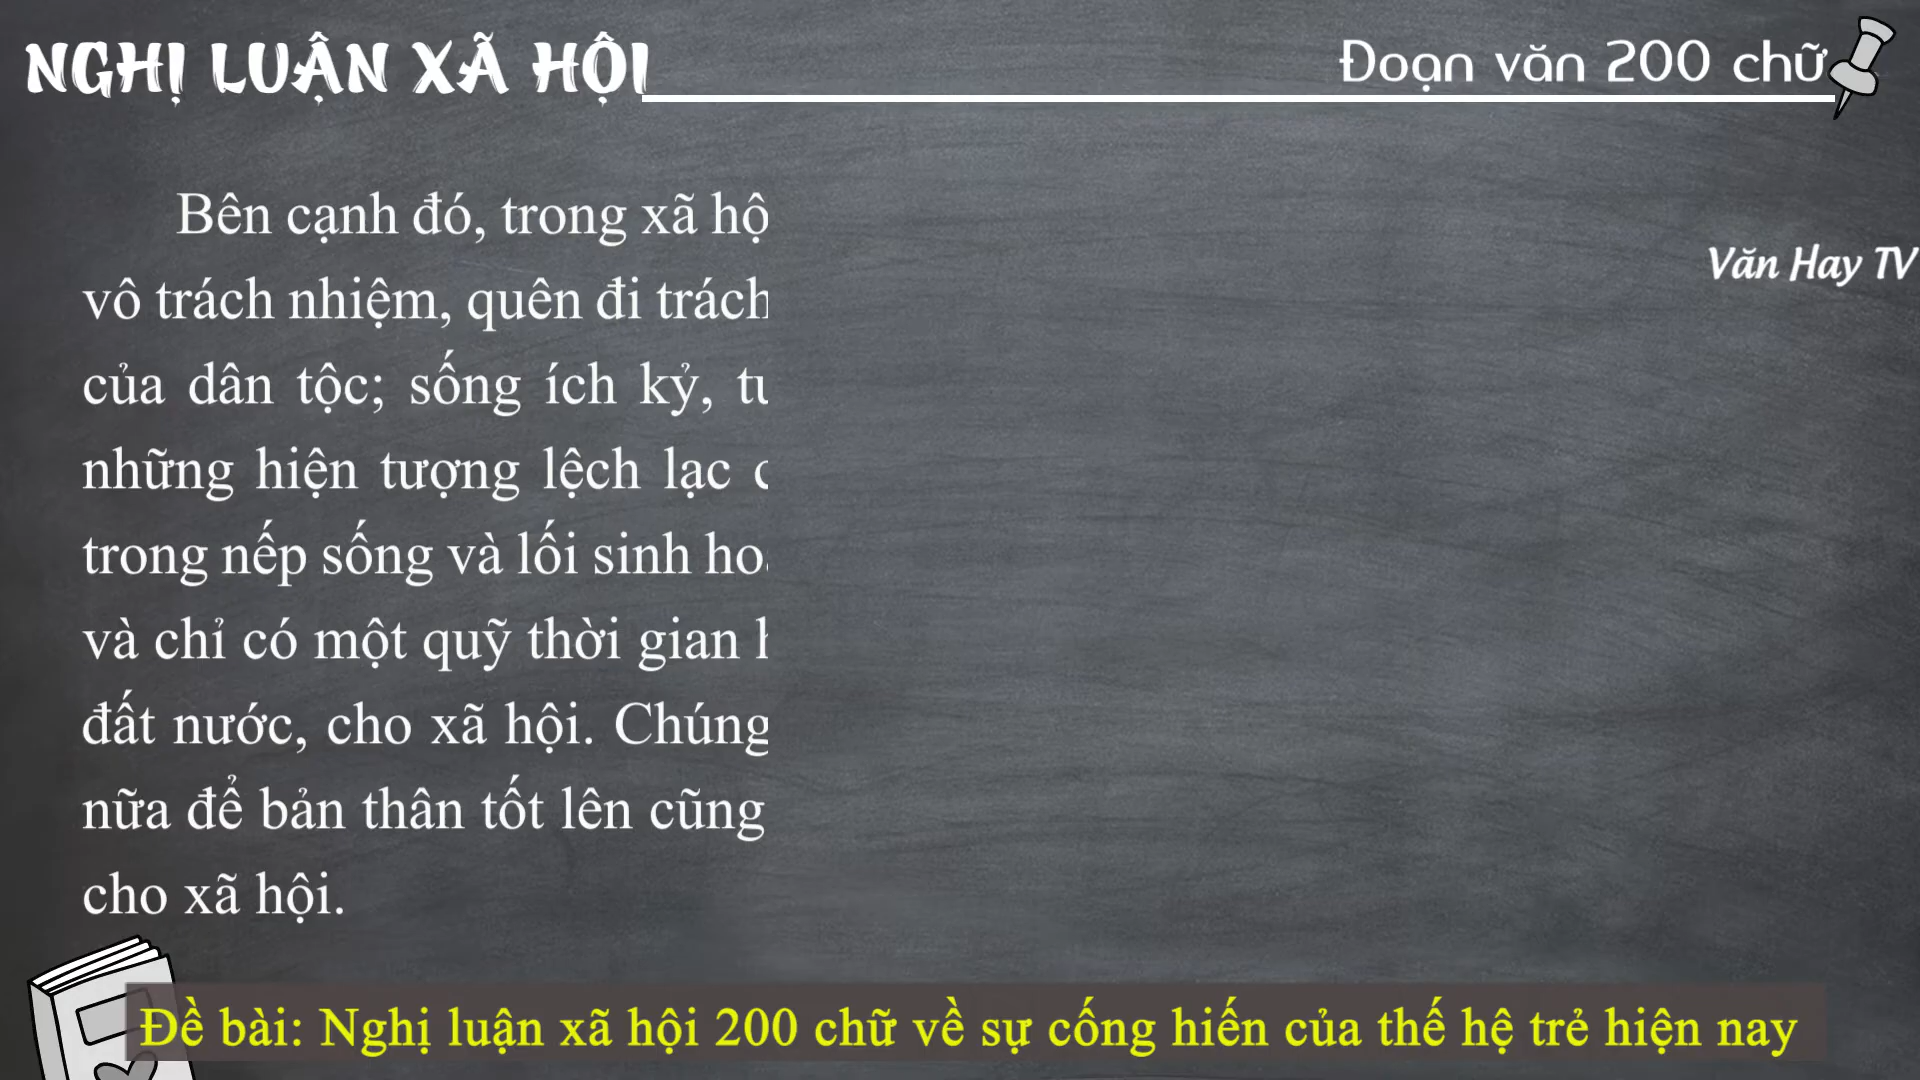 NGHỊ LUẬN XÃ HỘI
Đoạn văn 200 chữ
Bên cạnh đó, trong xã
Văn Hay TV
vô trách nhiệm, quên đi trách
của dân tộc; sống ích kỷ,
những hiện tượng lệch lạc
trong nếp sống và lối sinh
và chỉ có một quỹ thời gian
đất nước, cho xã hội. Chúng
nữa để bản thân tốt lên cũng
cho xã hội.
Đề bài: Nghị luận xã hội 200 chữ về sự cống hiến của thế hệ trẻ hiện nay